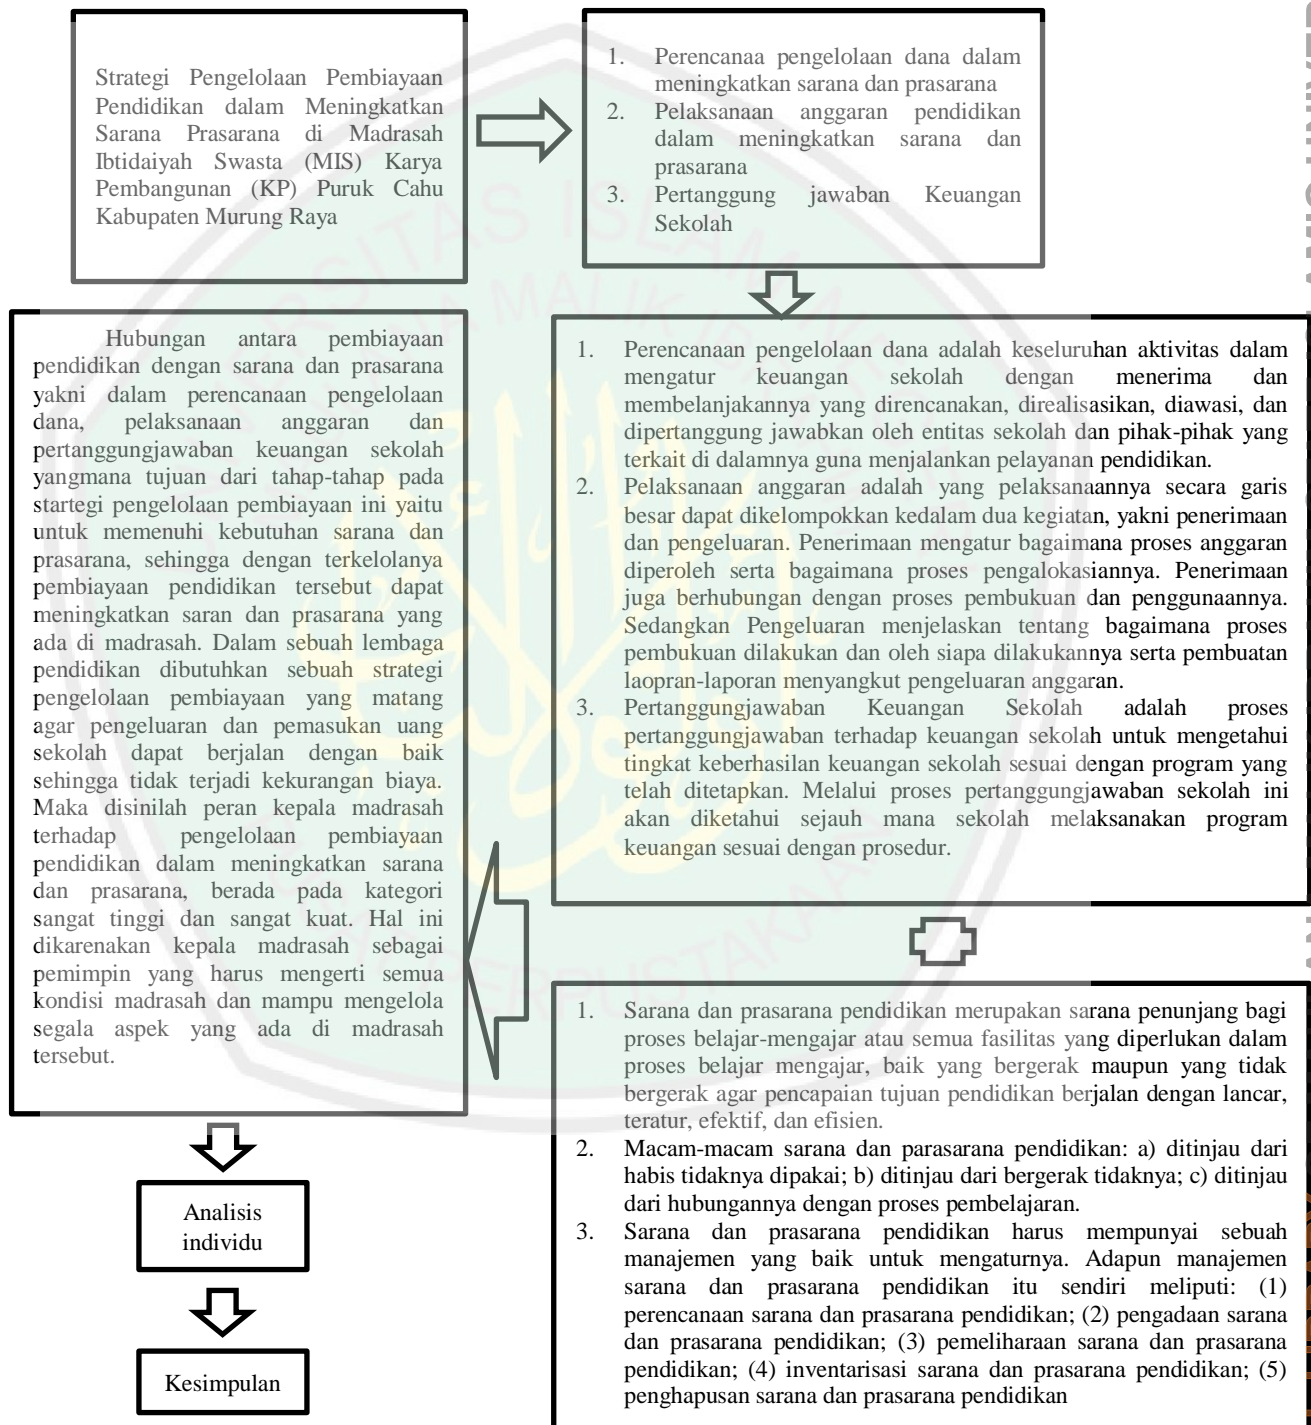 Strategi Pengelolaan Pembiayaan
Pendidikan dalam Meningkatkan
Sarana Prasarana di Madrasah
Ibtidaiyah Swasta (MIS) Karya
Pembangunan (KP) Puruk Cahu
Kabupaten Murung Raya
1. Perencanaa pengelolaan dana dalam
meningkatkan sarana dan prasarana
2. Pelaksanaan anggaran pendidikan
dalam meningkatkan sarana dan
prasarana
3. Pertanggung jawaban Keuangan
Sekolah
1. Perencanaan pengelolaan dana adalah keseluruhan aktivitas dalam
mengatur keuangan sekolah dengan menerima dan
membelanjakannya yang direncanakan, direalisasikan, diawasi, dan
dipertanggung jawabkan oleh entitas sekolah dan pihak-pihak yang
terkait di dalamnya guna menjalankan pelayanan pendidikan.
2. Pelaksanaan anggaran adalah yang pelaksanaannya secara garis
besar dapat dikelompokkan kedalam dua kegiatan, yakni penerimaan
dan pengeluaran. Penerimaan mengatur bagaimana proses anggaran
diperoleh serta bagaimana proses pengalokasiannya. Penerimaan
juga berhubungan dengan proses pembukuan dan penggunaannya.
Sedangkan Pengeluaran menjelaskan tentang bagaimana proses
pembukuan dilakukan dan oleh siapa dilakukannya serta pembuatan
laopran-laporan menyangkut pengeluaran anggaran.
3. Pertanggungjawaban Keuangan Sekolah adalah proses
pertanggungjawaban terhadap keuangan sekolah untuk mengetahui
tingkat keberhasilan keuangan sekolah sesuai dengan program yang
telah ditetapkan. Melalui proses pertanggungjawaban sekolah ini
akan diketahui sejauh mana sekolah melaksanakan program
keuangan sesuai dengan prosedur.
1. Sarana dan prasarana pendidikan merupakan sarana penunjang bagi
proses belajar-mengajar atau semua fasilitas yang diperlukan dalam
proses belajar mengajar, baik yang bergerak maupun yang tidak
bergerak agar pencapaian tujuan pendidikan berjalan dengan lancar,
teratur, efektif, dan efisien.
2. Macam-macam sarana dan parasarana pendidikan: a) ditinjau dari
habis tidaknya dipakai; b) ditinjau dari bergerak tidaknya; c) ditinjau
dari hubungannya dengan proses pembelajaran.
3. Sarana dan prasarana pendidikan harus mempunyai sebuah
manajemen yang baik untuk mengaturnya. Adapun manajemen
sarana dan prasarana pendidikan itu sendiri meliputi: (1)
perencanaan sarana dan prasarana pendidikan; (2) pengadaan sarana
dan prasarana pendidikan; (3) pemeliharaan sarana dan prasarana
pendidikan; (4) inventarisasi sarana dan prasarana pendidikan; (5)
penghapusan sarana dan prasarana pendidikan
Hubungan antara pembiayaan
pendidikan dengan sarana dan prasarana
yakni dalam perencanaan pengelolaan
dana, pelaksanaan anggaran dan
pertanggungjawaban keuangan sekolah
yangmana tujuan dari tahap-tahap pada
startegi pengelolaan pembiayaan ini yaitu
untuk memenuhi kebutuhan sarana dan
prasarana, sehingga dengan terkelolanya
pembiayaan pendidikan tersebut dapat
meningkatkan saran dan prasarana yang
ada di madrasah. Dalam sebuah lembaga
pendidikan dibutuhkan sebuah strategi
pengelolaan pembiayaan yang matang
agar pengeluaran dan pemasukan uang
sekolah dapat berjalan dengan baik
sehingga tidak terjadi kekurangan biaya.
Maka disinilah peran kepala madrasah
terhadap pengelolaan pembiayaan
pendidikan dalam meningkatkan sarana
dan prasarana, berada pada kategori
sangat tinggi dan sangat kuat. Hal ini
dikarenakan kepala madrasah sebagai
pemimpin yang harus mengerti semua
kondisi madrasah dan mampu mengelola
segala aspek yang ada di madrasah
tersebut.
Analisis
individu
Kesimpulan